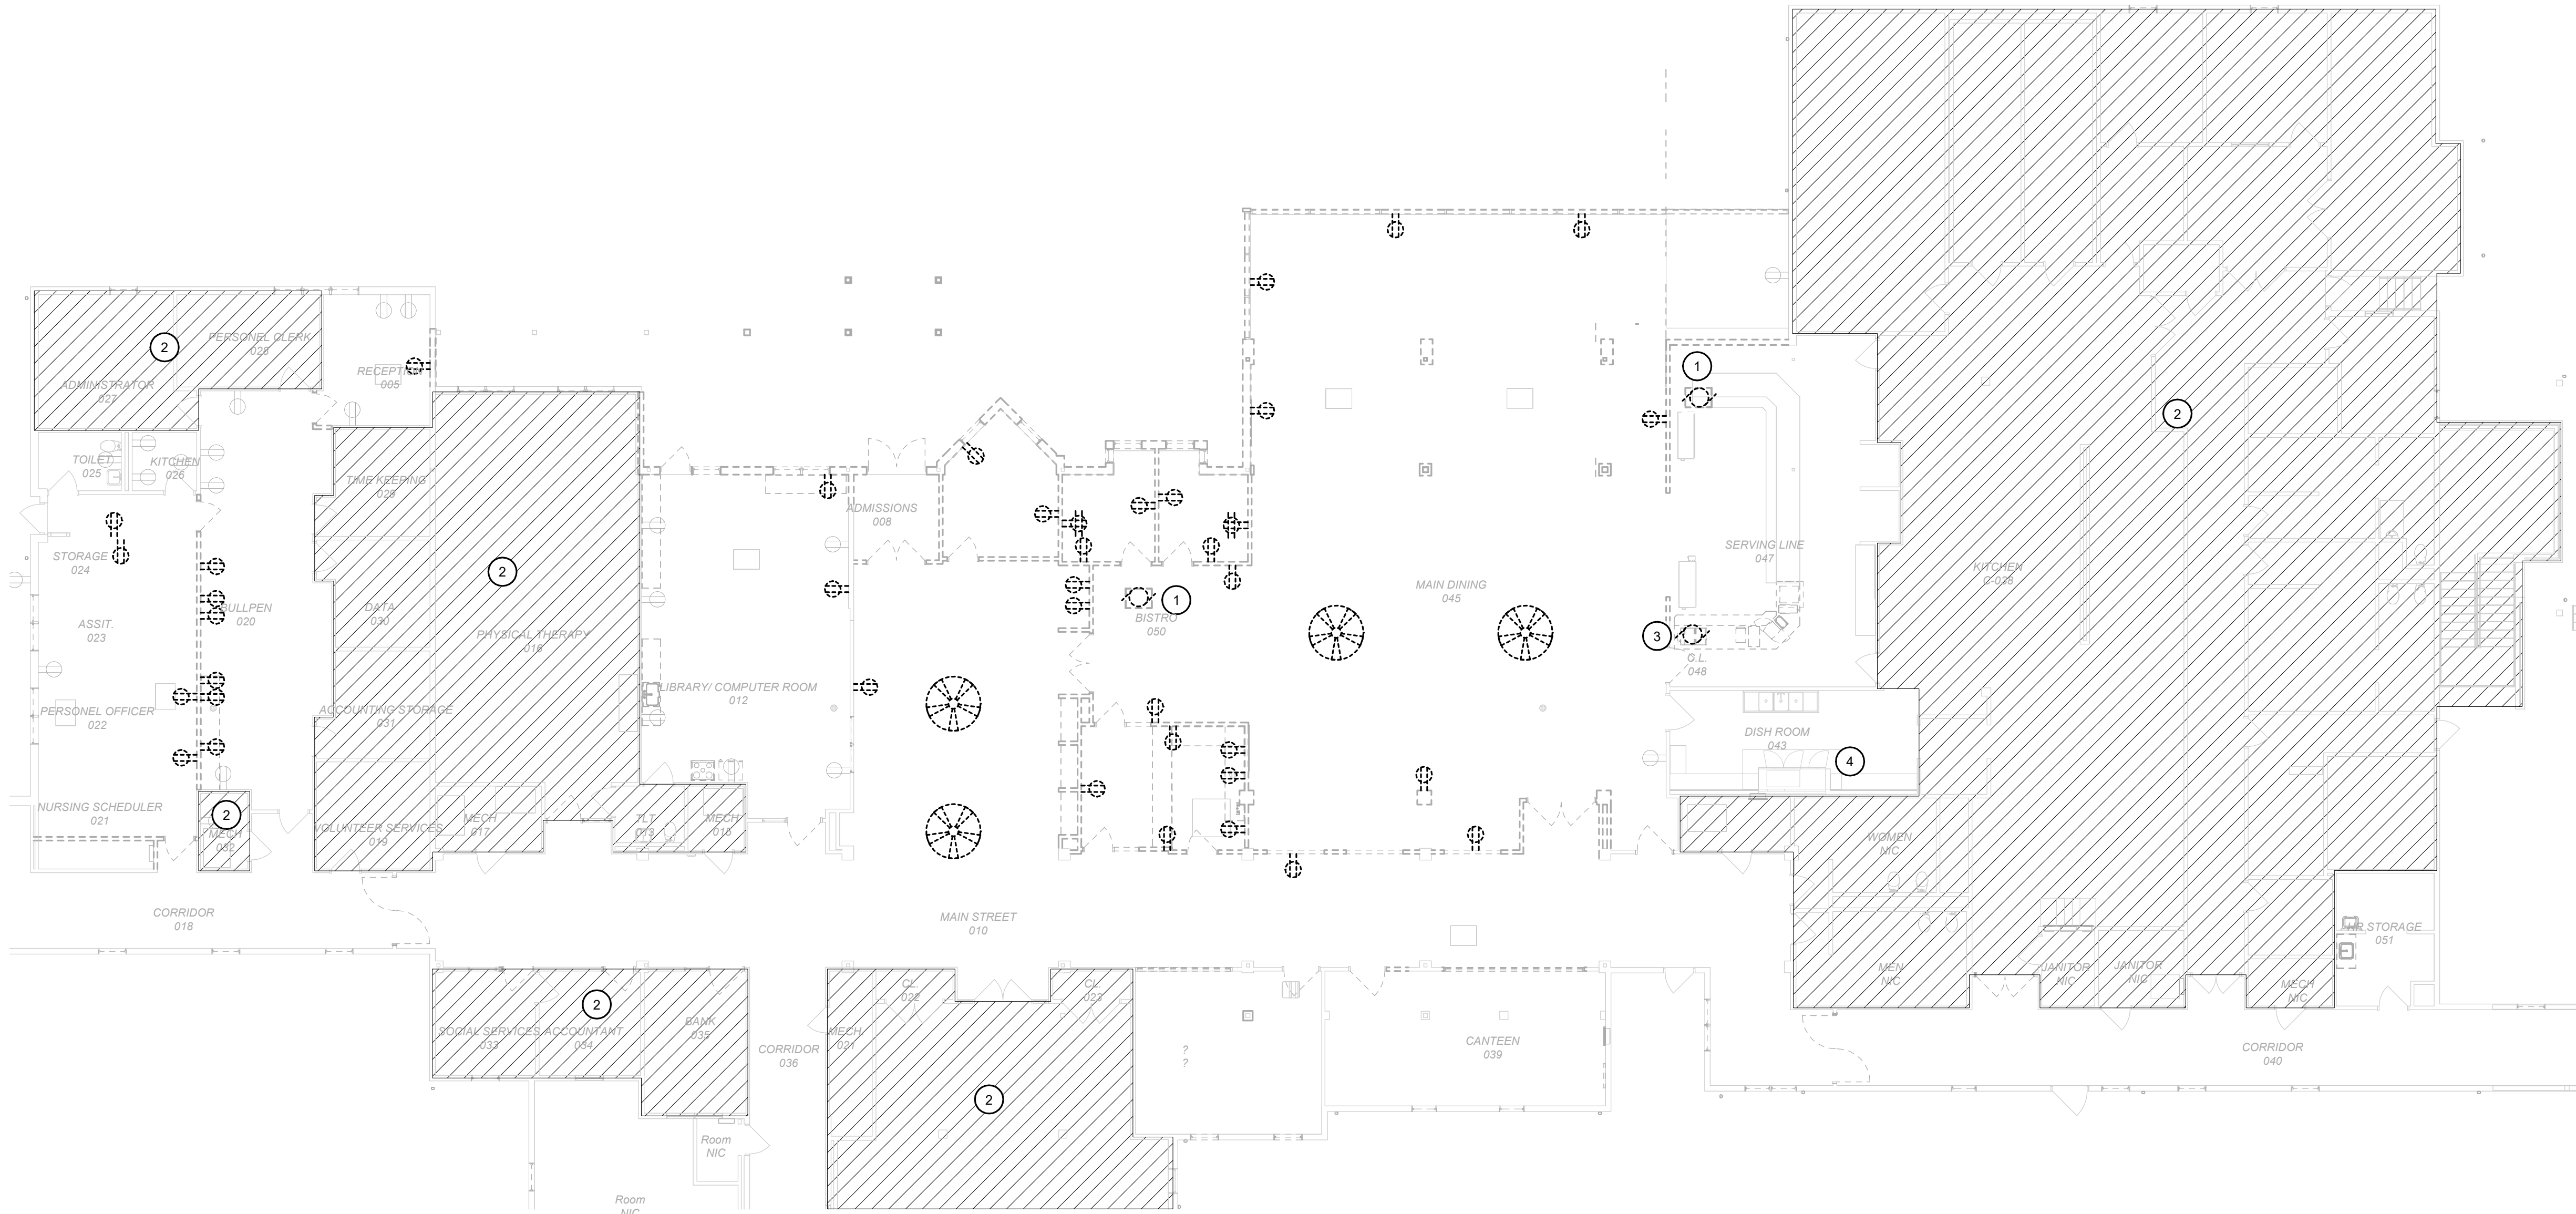 2
PERSONEL CLERK
028
ADMINISTRATOR
027
RECEPTION
005
TOILET
025
KITCHEN
026
TIME KEEPING
029
STORAGE
024
ASSIT.
023
BULLPEN
020
DATA
030
2
PHYSICAL THERAPY
016
PERSONEL OFFICER
022
ACCOUNTING STORAGE
031
NURSING SCHEDULER
021
2
MECH
032
VOLUNTEER SERVICES
019
MECH
017
TLT
013
MECH
015
LIBRARY/ COMPUTER ROOM
012
ADMISSIONS
008
1
BISTRO
050
MAIN DINING
045
1
SERVING LINE
047
3
C.L.
048
DISH ROOM
043
4
2
KITCHEN
C-038
WOMEN
NIC
MEN
NIC
JANITOR
NIC
JANITOR
NIC
MECH
NIC
HR STORAGE
051
CORRIDOR
018
MAIN STREET
010
2
SOCIAL SERVICES
033
ACCOUNTANT
034
BANK
035
CORRIDOR
036
MECH.
021
CL.
022
CL.
023
2
?
?
CANTEEN
039
CORRIDOR
040
Room
NIC
Room
NIC